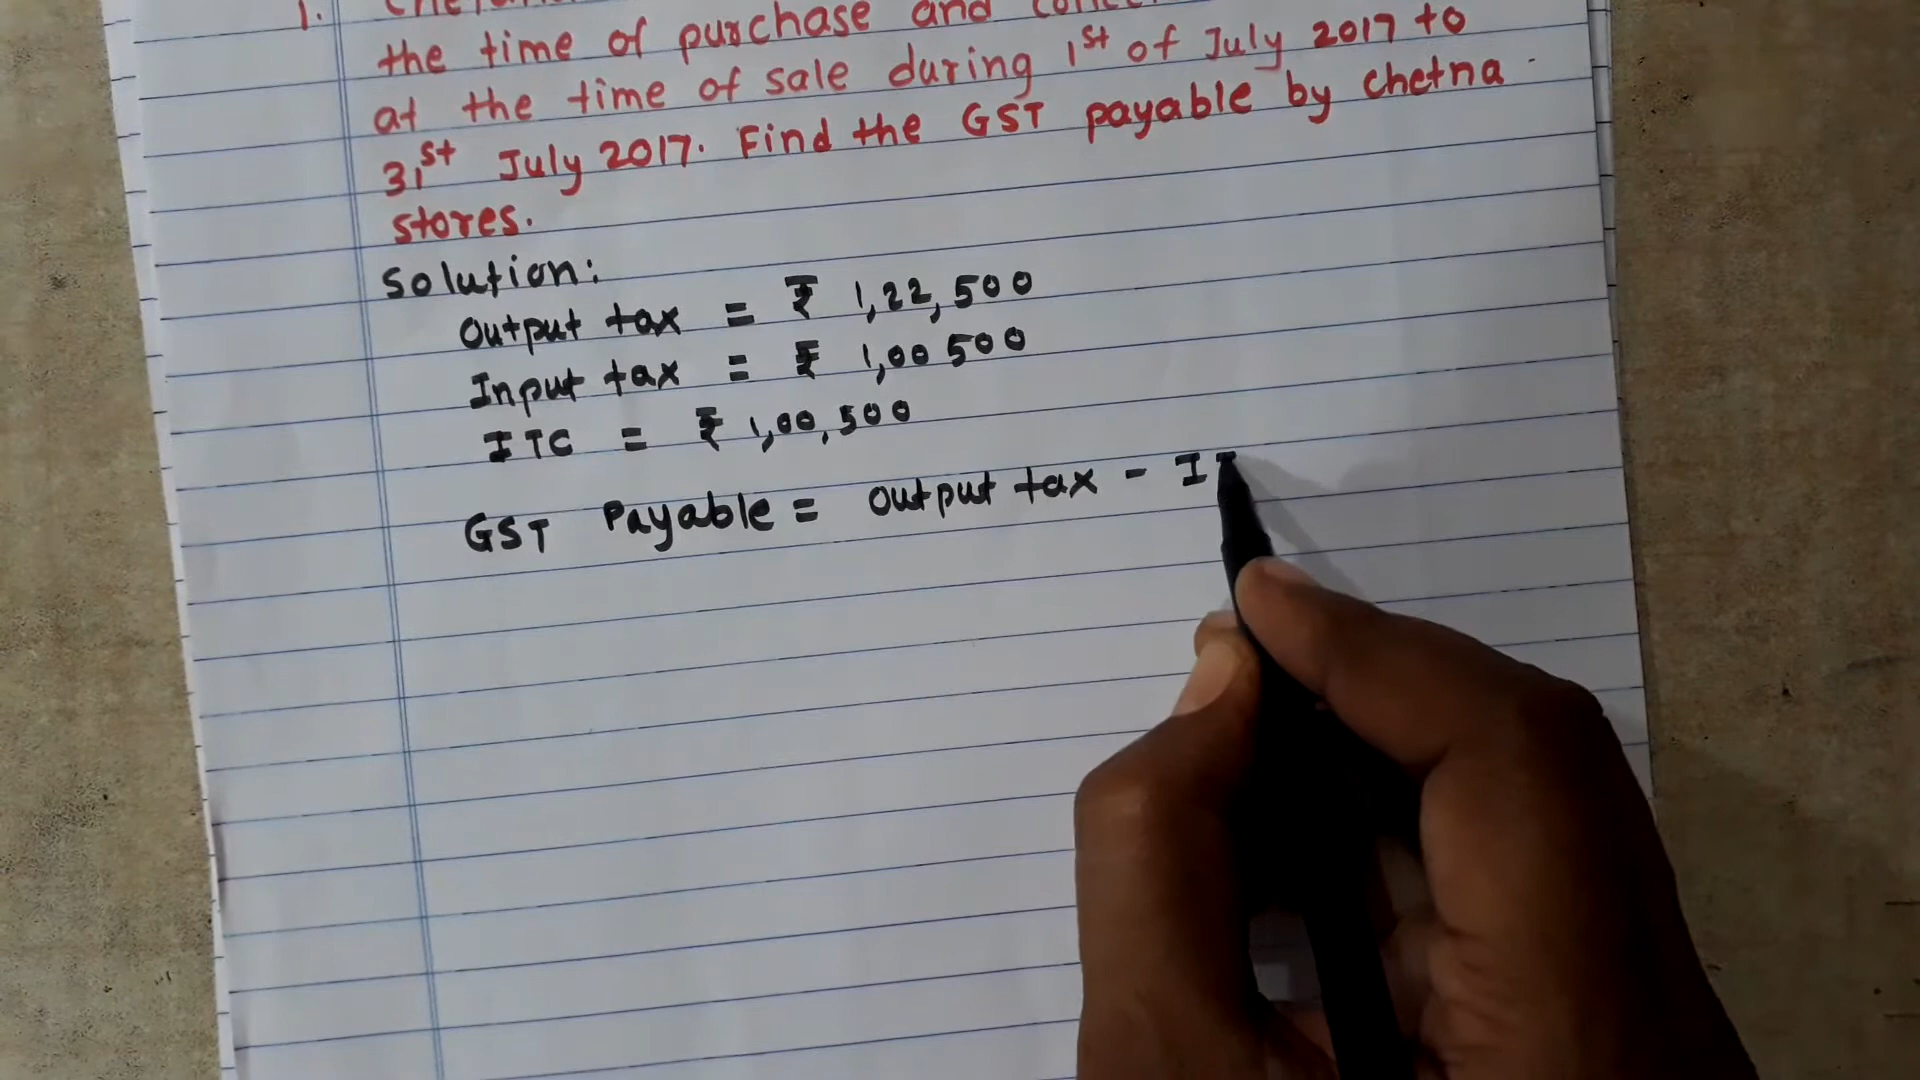 1.
the time of purchase and
at the time of sale during 1st of July 2017 to
31st July 2017. Find the GST payable by chetna
stores.
Solution:
Output tax = ₹ 1,22,500
Input tax = ₹ 1,00 500
ITC = ₹ 1,00,500
GST Payable = output tax - I